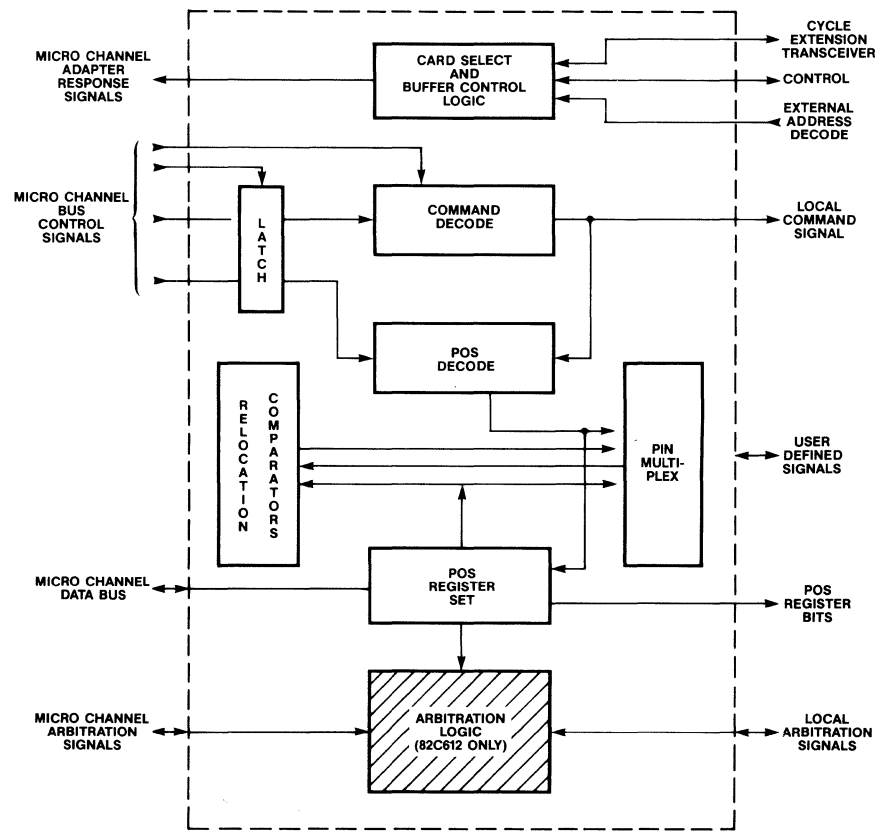 MICRO CHANNEL
ADAPTER
RESPONSE
SIGNALS
CARD SELECT
AND
BUFFER CONTROL
LOGIC
CYCLE
EXTENSION
TRANSCEIVER
CONTROL
EXTERNAL
ADDRESS
DECODE
MICRO CHANNEL
BUS
CONTROL
SIGNALS
LATCH
COMMAND
DECODE
LOCAL
COMMAND
SIGNAL
POS
DECODE
RELOCATION
COMPARATORS
PIN
MULTI-
PLEX
USER
DEFINED
SIGNALS
MICRO CHANNEL
DATA BUS
POS
REGISTER
SET
POS
REGISTER
BITS
MICRO CHANNEL
ARBITRATION
SIGNALS
ARBITRATION
LOGIC
(82C612 ONLY)
LOCAL
ARBITRATION
SIGNALS